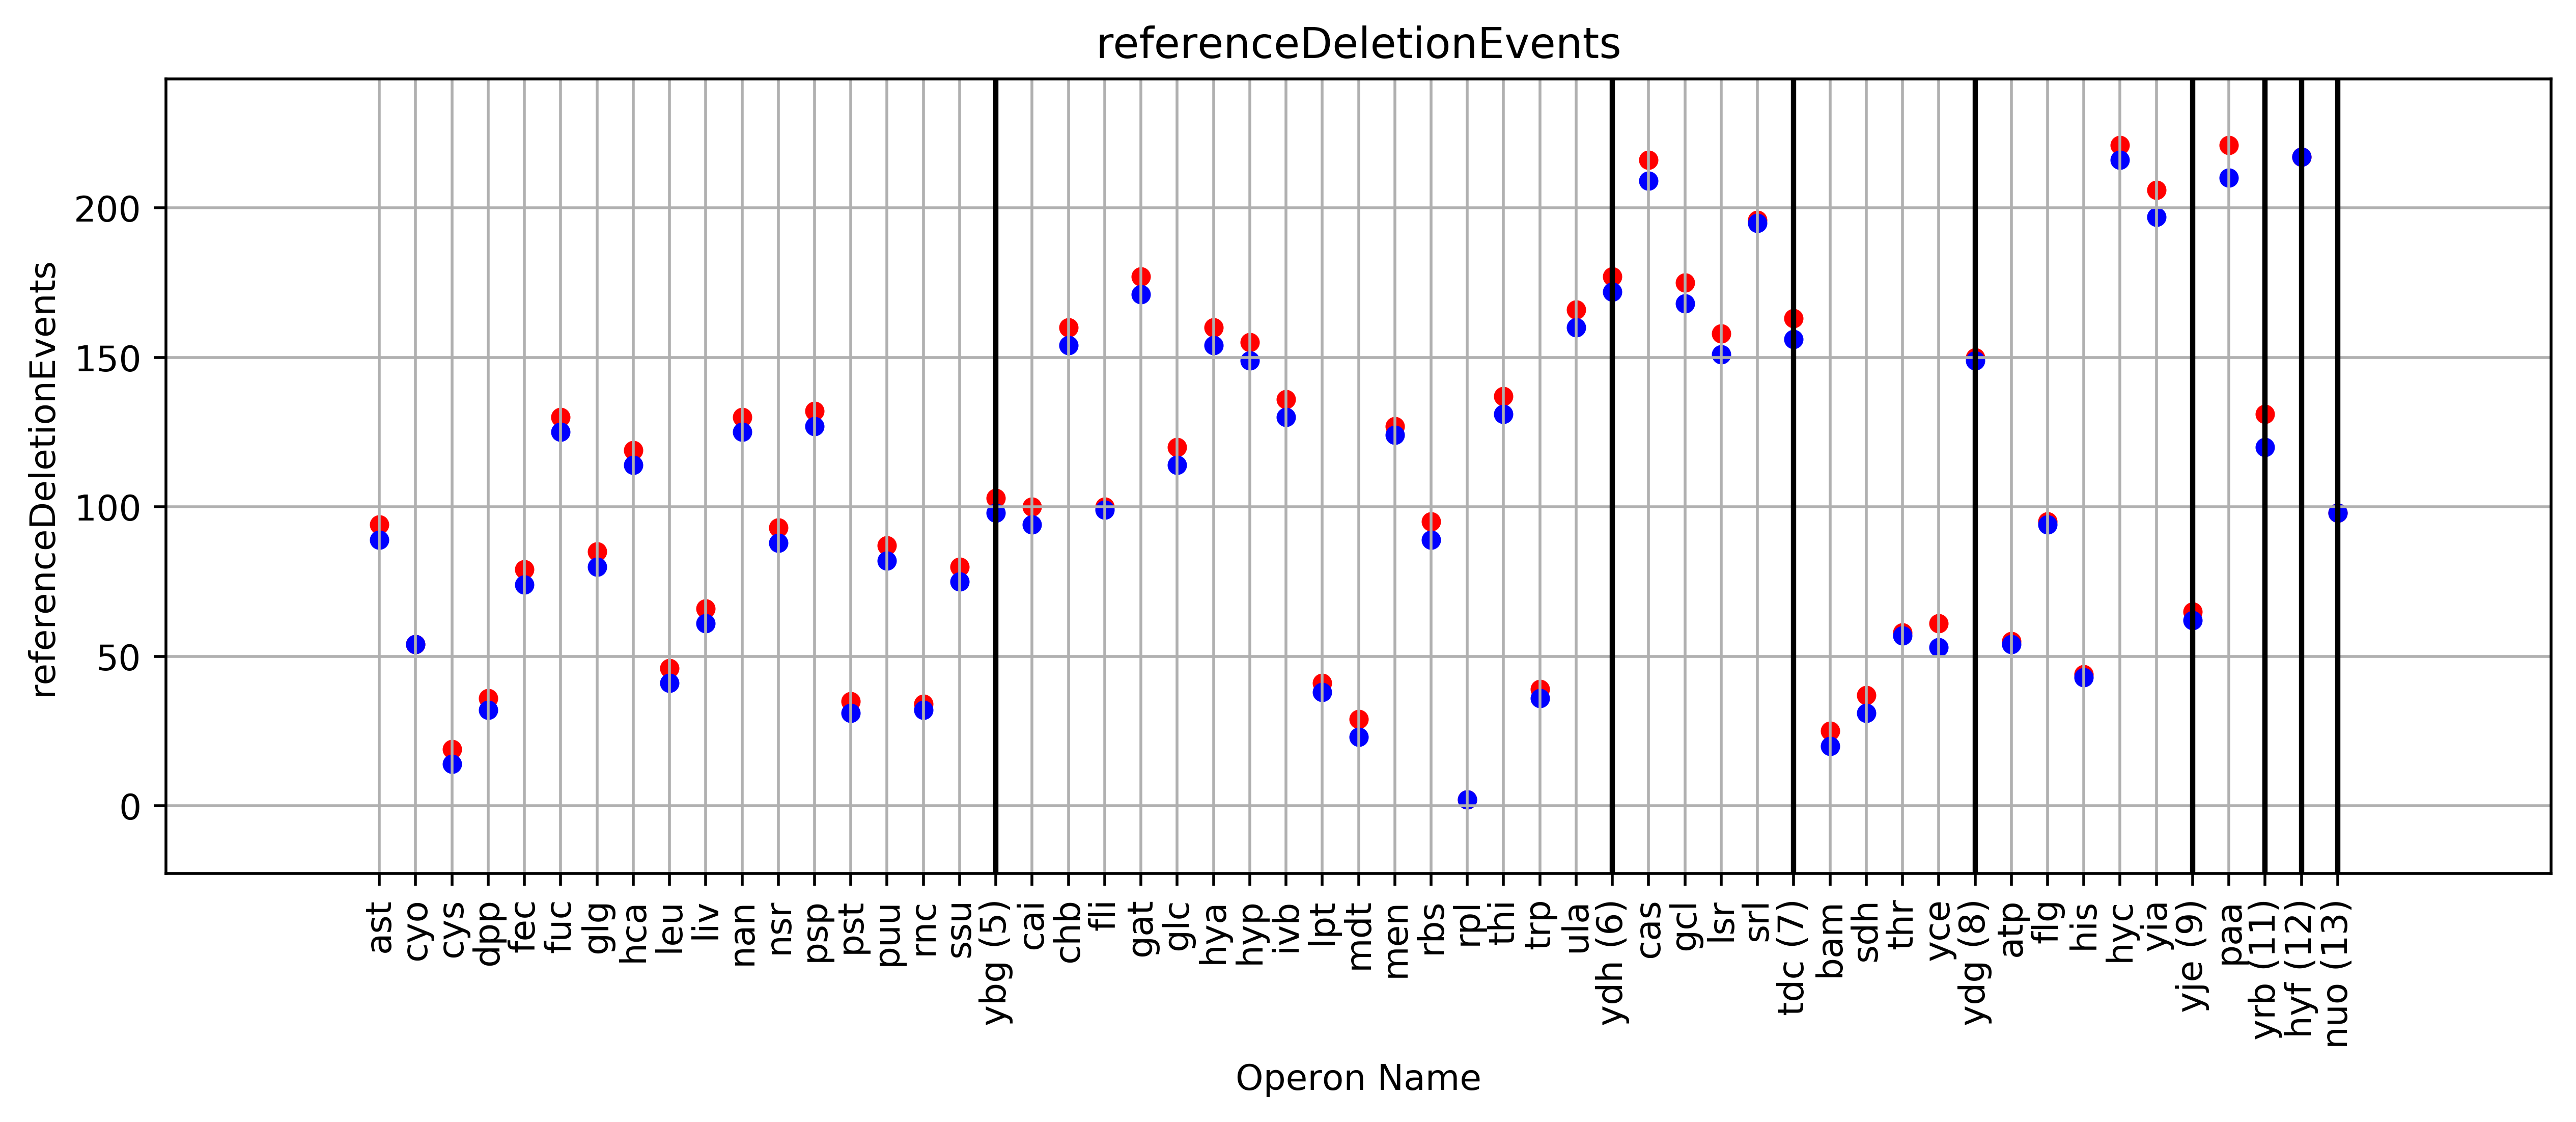 referenceDeletionEvents
referenceDeletionEvents
200
150
100
50
0
ast
cyo
cys
dpp
fec
fuc
glg
hca
leu
liv
nan
nsr
psp
pst
puu
rnc
ssu
ybg (5)
cai
chb
fli
gat
glc
hya
hyp
ivb
lpt
mdt
men
rbs
rpl
thi
trp
ula
ydh (6)
cas
gcl
lsr
srl
tdc (7)
bam
sdh
thr
yce
ydg (8)
atp
flg
his
hyc
yia
yje (9)
paa
yrb (11)
hyf (12)
nuo (13)
Operon Name